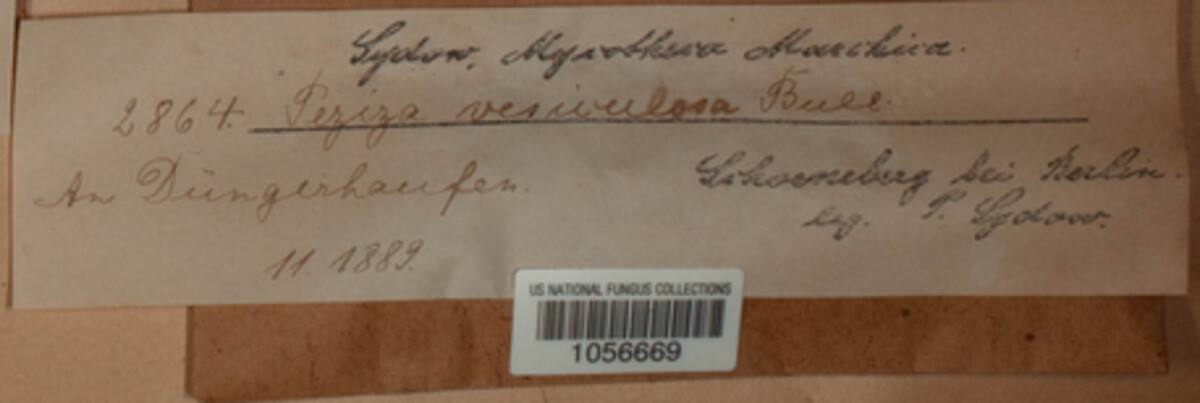 Sydow, Mycotheca Marchica.
2864. Peziza vesiculosa Bull.
An Düngerhaufen.
Schoeneberg bei Berlin.
leg. P. Sydow.
11. 1889.
US NATIONAL FUNGUS COLLECTIONS
1056669